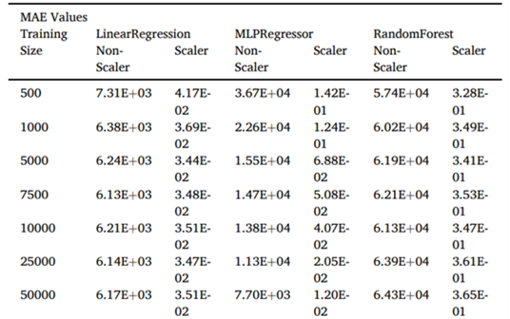 MAE Values
Training LinearRegression MLPRegressor RandomForest
Size Non- Scaler Non- Scaler Non- Scaler
Scaler Scaler Scaler
500 7.31E+03 4.17E- 3.67E+04 1.42E- 5.74E+04 3.28E-
02 01 01
1000 6.38E+03 3.69E- 2.26E+04 1.24E- 6.02E+04 3.49E-
02 01 01
5000 6.24E+03 3.44E- 1.55E+04 6.88E- 6.19E+04 3.41E-
02 02 01
7500 6.13E+03 3.48E- 1.47E+04 5.08E- 6.21E+04 3.53E-
02 02 01
10000 6.21E+03 3.51E- 1.38E+04 4.07E- 6.13E+04 3.47E-
02 02 01
25000 6.14E+03 3.47E- 1.13E+04 2.05E- 6.39E+04 3.61E-
02 02 01
50000 6.17E+03 3.51E- 7.70E+03 1.20E- 6.43E+04 3.65E-
02 02 01